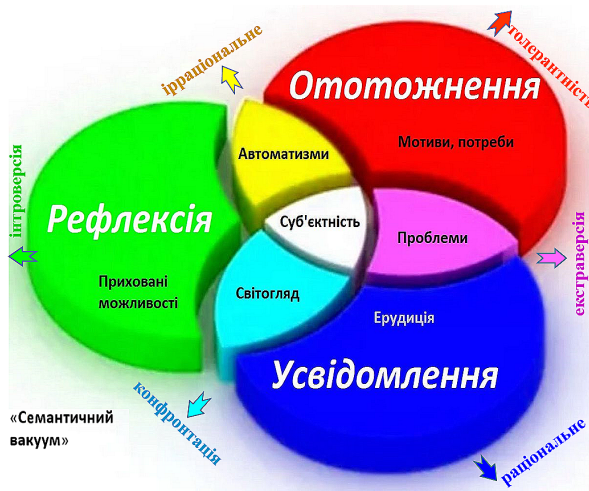 ірраціональне
толерантність
Ототожнення
Мотиви, потреби
Автоматизми
інтроверсія
Рефлексія
Суб'єктність
Проблеми
екстраверсія
Приховані
можливості
Світогляд
Ерудиція
Усвідомлення
конфронтація
«Семантичний
вакуум»
раціональне